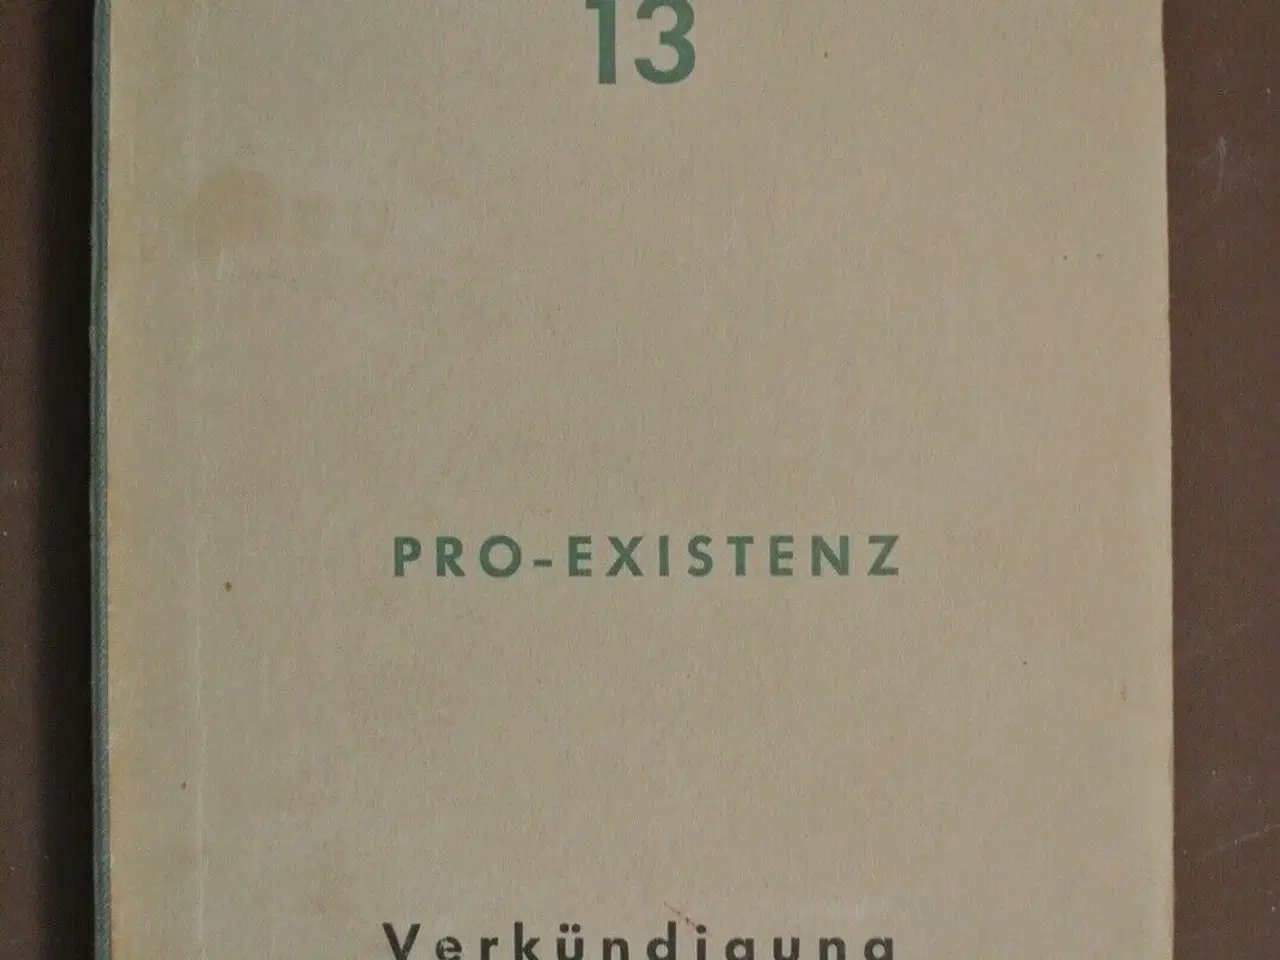 13
PRO-EXISTENZ
Verkündigung